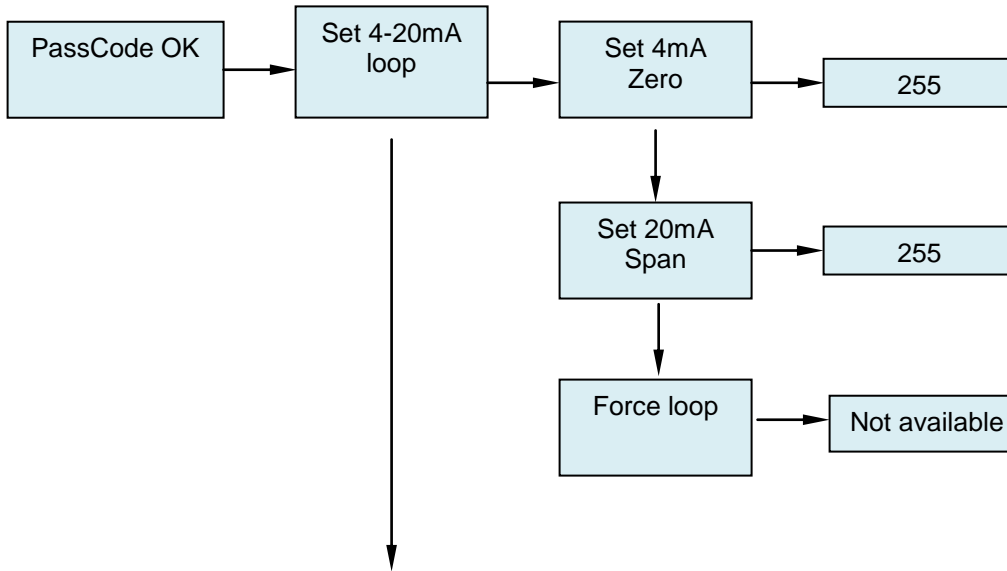 PassCode OK
Set 4-20mA
loop
Set 4mA
Zero
255
Set 20mA
Span
255
Force loop
Not available